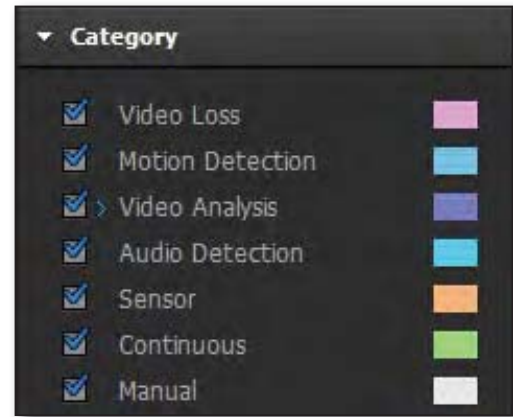 Category
Video Loss
Motion Detection
Video Analysis
Audio Detection
Sensor
Continuous
Manual